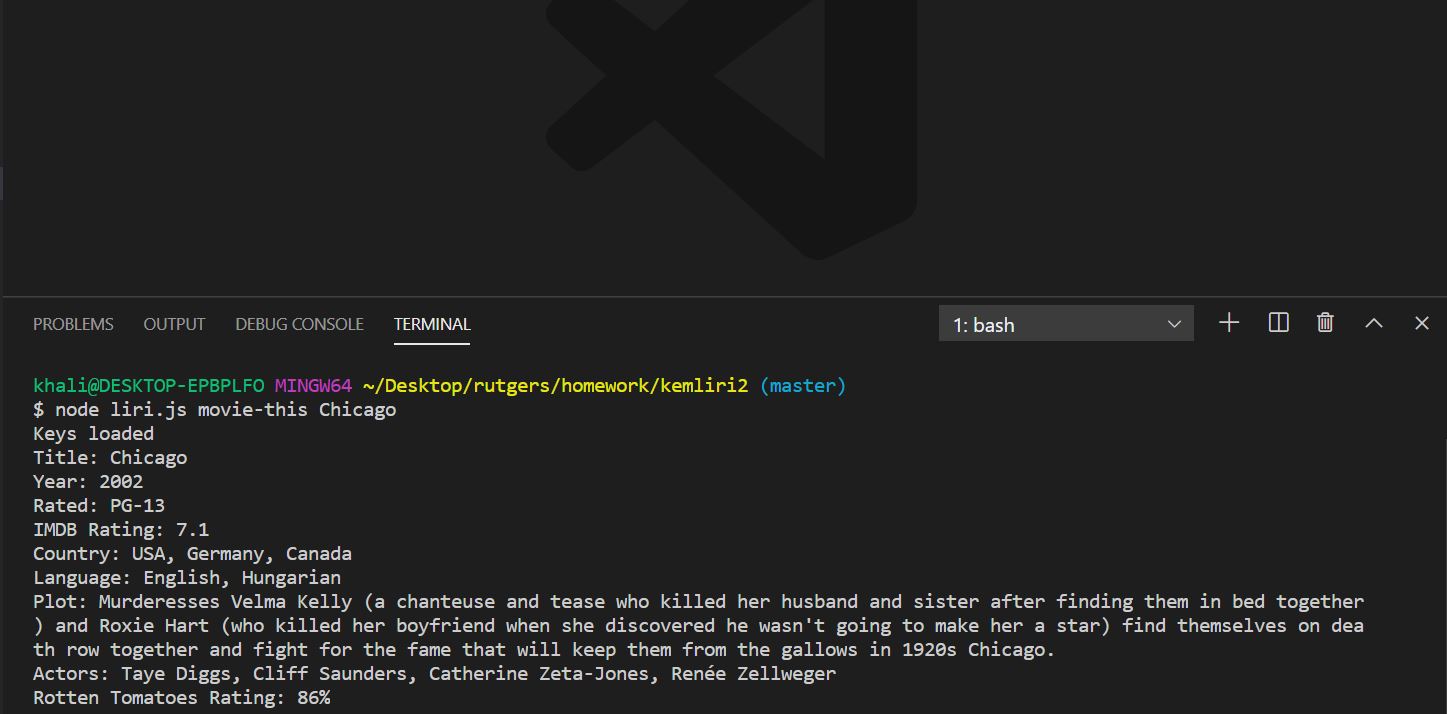 PROBLEMS OUTPUT DEBUG CONSOLE TERMINAL 1: bash
khali@DESKTOP-EPBPLFO MINGW64 ~/Desktop/rutgers/homework/kemliri2 (master)
$ node liri.js movie-this Chicago
Keys loaded
Title: Chicago
Year: 2002
Rated: PG-13
IMDB Rating: 7.1
Country: USA, Germany, Canada
Language: English, Hungarian
Plot: Murderesses Velma Kelly (a chanteuse and tease who killed her husband and sister after finding them in bed together
) and Roxie Hart (who killed her boyfriend when she discovered he wasn't going to make her a star) find themselves on dea
th row together and fight for the fame that will keep them from the gallows in 1920s Chicago.
Actors: Taye Diggs, Cliff Saunders, Catherine Zeta-Jones, Renée Zellweger
Rotten Tomatoes Rating: 86%